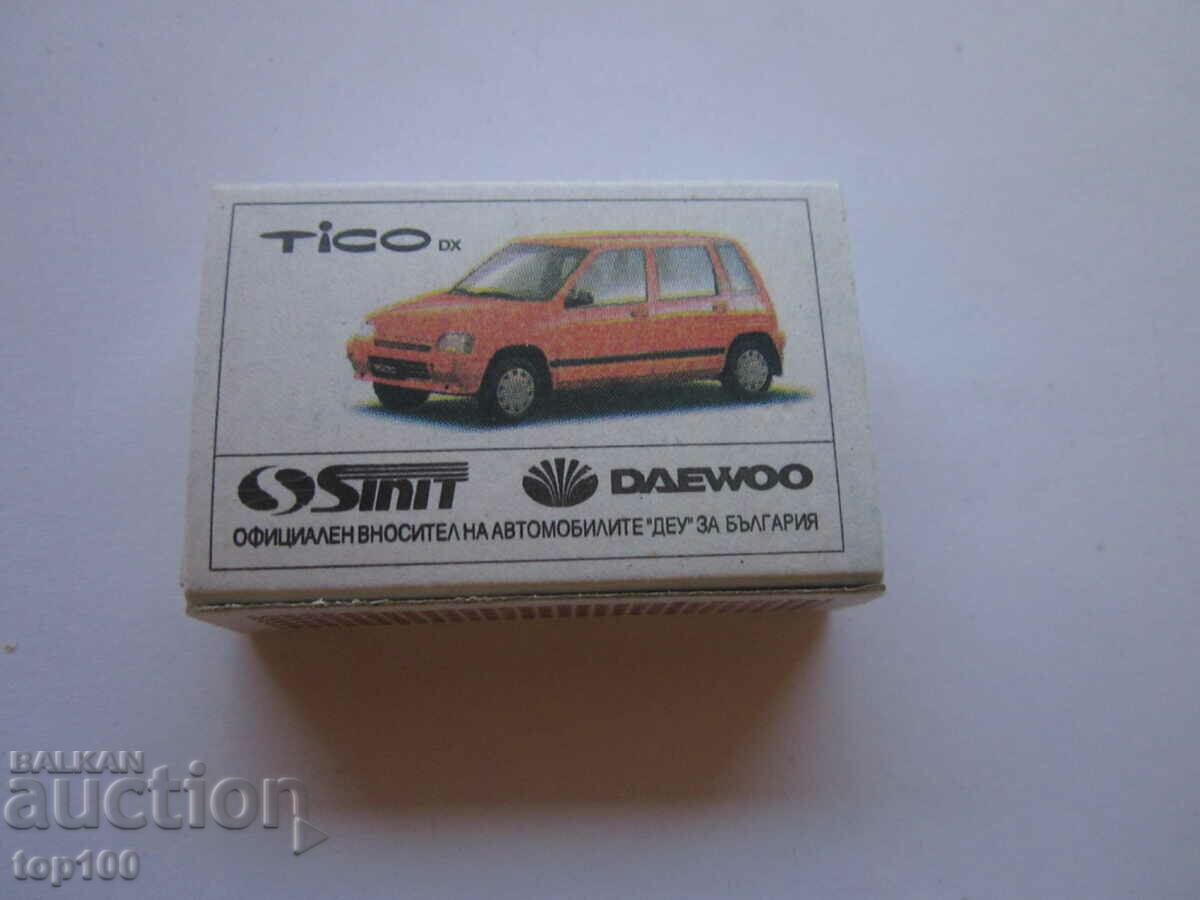 TiCO DX
SINIT DAEWOO
ОФИЦИАЛЕН ВНОСИТЕЛ НА АВТОМОБИЛИТЕ "ДЕУ" ЗА БЪЛГАРИЯ
BALKAN
auction
top100